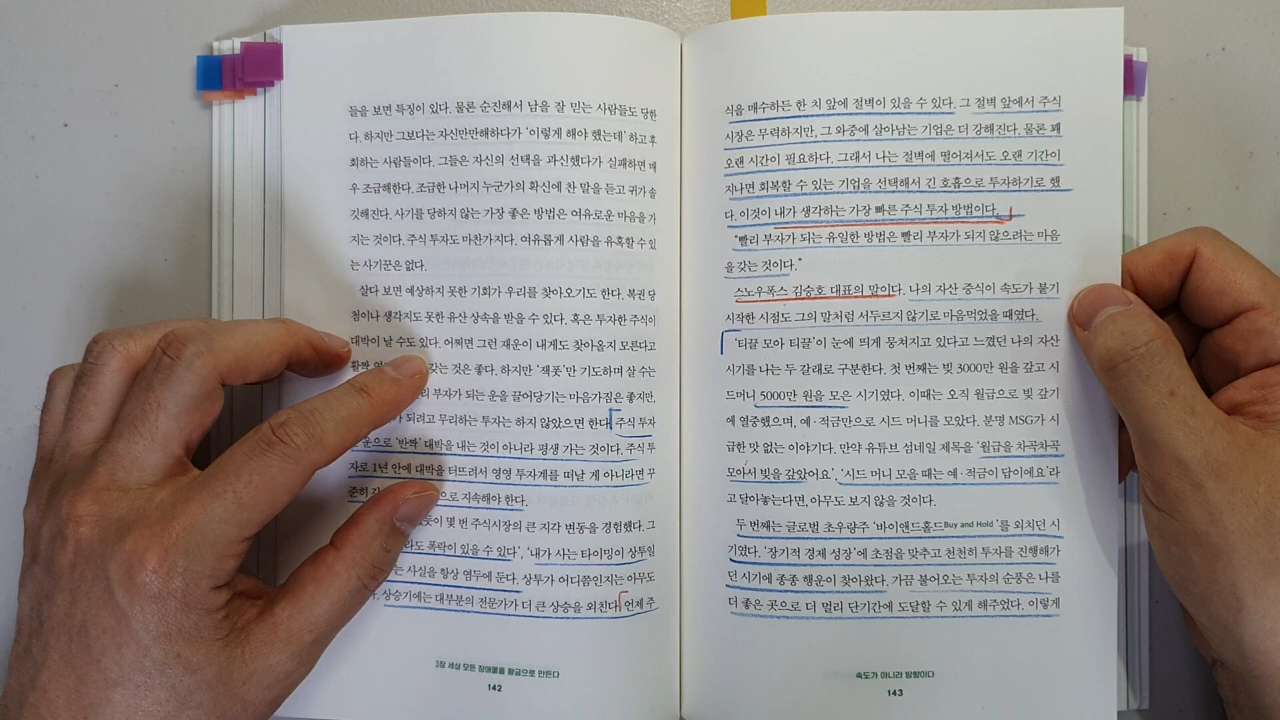 들을 보면 특징이 있다. 물론 순진해서 남을 잘 믿는 사람들도 당한
다. 하지만 그보다는 자신만만해하다가 ‘이렇게 해야 했는데’ 하고 후
회하는 사람들이다. 그들은 자신의 선택을 과신했다가 실패하면 매
우 조급해한다. 조급한 나머지 누군가의 확신에 찬 말을 듣고 귀가 솔
깃해진다. 사기를 당하지 않는 가장 좋은 방법은 여유로운 마음을 가
지는 것이다. 주식 투자도 마찬가지다. 여유롭게 사람을 유혹할 수 있
는 사기꾼은 없다.
살다 보면 예상하지 못한 기회가 우리를 찾아오기도 한다. 복권 당
첨이나 생각지도 못한 유산 상속을 받을 수 있다. 혹은 투자한 주식이
대박이 날 수도 있다. 어쩌면 그런 재운이 내게도 찾아올지 모른다고
활짝 갖는 것은 좋다. 하지만 ‘잭폿’만 기도하며 살 수는
부자가 되는 운을 끌어당기는 마음가짐은 좋지만,
되려고 무리하는 투자는 하지 않았으면 한다. 주식 투자
‘반짝’ 대박을 내는 것이 아니라 평생 가는 것이다. 주식 투
자로 1년 안에 대박을 터뜨려서 영영 투자계를 떠날 게 아니라면 꾸
준히 지속해야 한다.
몇 번 주식시장의 큰 지각 변동을 경험했다. 그
폭락이 있을 수 있다’, ‘내가 사는 타이밍이 상투일
사실을 항상 염두에 둔다. 상투가 어디쯤인지는 아무도
상승기에는 대부분의 전문가가 더 큰 상승을 외친다. 언제 주
3장 세상 모든 장애물을 황금으로 만든다
142
식을 매수하든 한 치 앞에 절벽이 있을 수 있다. 그 절벽 앞에서 주식
시장은 무력하지만, 그 와중에 살아남는 기업은 더 강해진다. 물론 꽤
오랜 시간이 필요하다. 그래서 나는 절벽에 떨어져서도 오랜 기간이
지나면 회복할 수 있는 기업을 선택해서 긴 호흡으로 투자하기로 했
다. 이것이 내가 생각하는 가장 빠른 주식 투자 방법이다.
“빨리 부자가 되는 유일한 방법은 빨리 부자가 되지 않으려는 마음
을 갖는 것이다.”
스노우폭스 김승호 대표의 말이다. 나의 자산 증식이 속도가 붙기
시작한 시점도 그의 말처럼 서두르지 않기로 마음먹었을 때였다.
‘티끌 모아 티끌’이 눈에 띄게 뭉쳐지고 있다고 느꼈던 나의 자산
시기를 나는 두 갈래로 구분한다. 첫 번째는 빚 3000만 원을 갚고 시
드머니 5000만 원을 모은 시기였다. 이때는 오직 월급으로 빚 갚기
에 열중했으며, 예·적금만으로 시드 머니를 모았다. 분명 MSG가 시
급한 맛 없는 이야기다. 만약 유튜브 섬네일 제목을 ‘월급을 차곡차곡
모아서 빚을 갚았어요’, ‘시드 머니 모을 때는 예·적금이 답이에요’라
고 달아놓는다면, 아무도 보지 않을 것이다.
두 번째는 글로벌 초우량주 ‘바이앤드홀드Buy and Hold’를 외치던 시
기였다. ‘장기적 경제 성장’에 초점을 맞추고 천천히 투자를 진행해가
던 시기에 종종 행운이 찾아왔다. 가끔 불어오는 투자의 순풍은 나를
더 좋은 곳으로 더 멀리 단기간에 도달할 수 있게 해주었다. 이렇게
속도가 아니라 방향이다
143